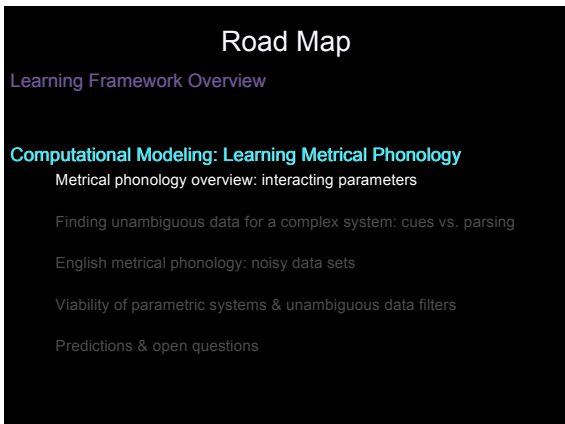 Road Map
Learning Framework Overview
Computational Modeling: Learning Metrical Phonology
Metrical phonology overview: interacting parameters
Finding unambiguous data for a complex system: cues vs. parsing
English metrical phonology: noisy data sets
Viability of parametric systems & unambiguous data filters
Predictions & open questions